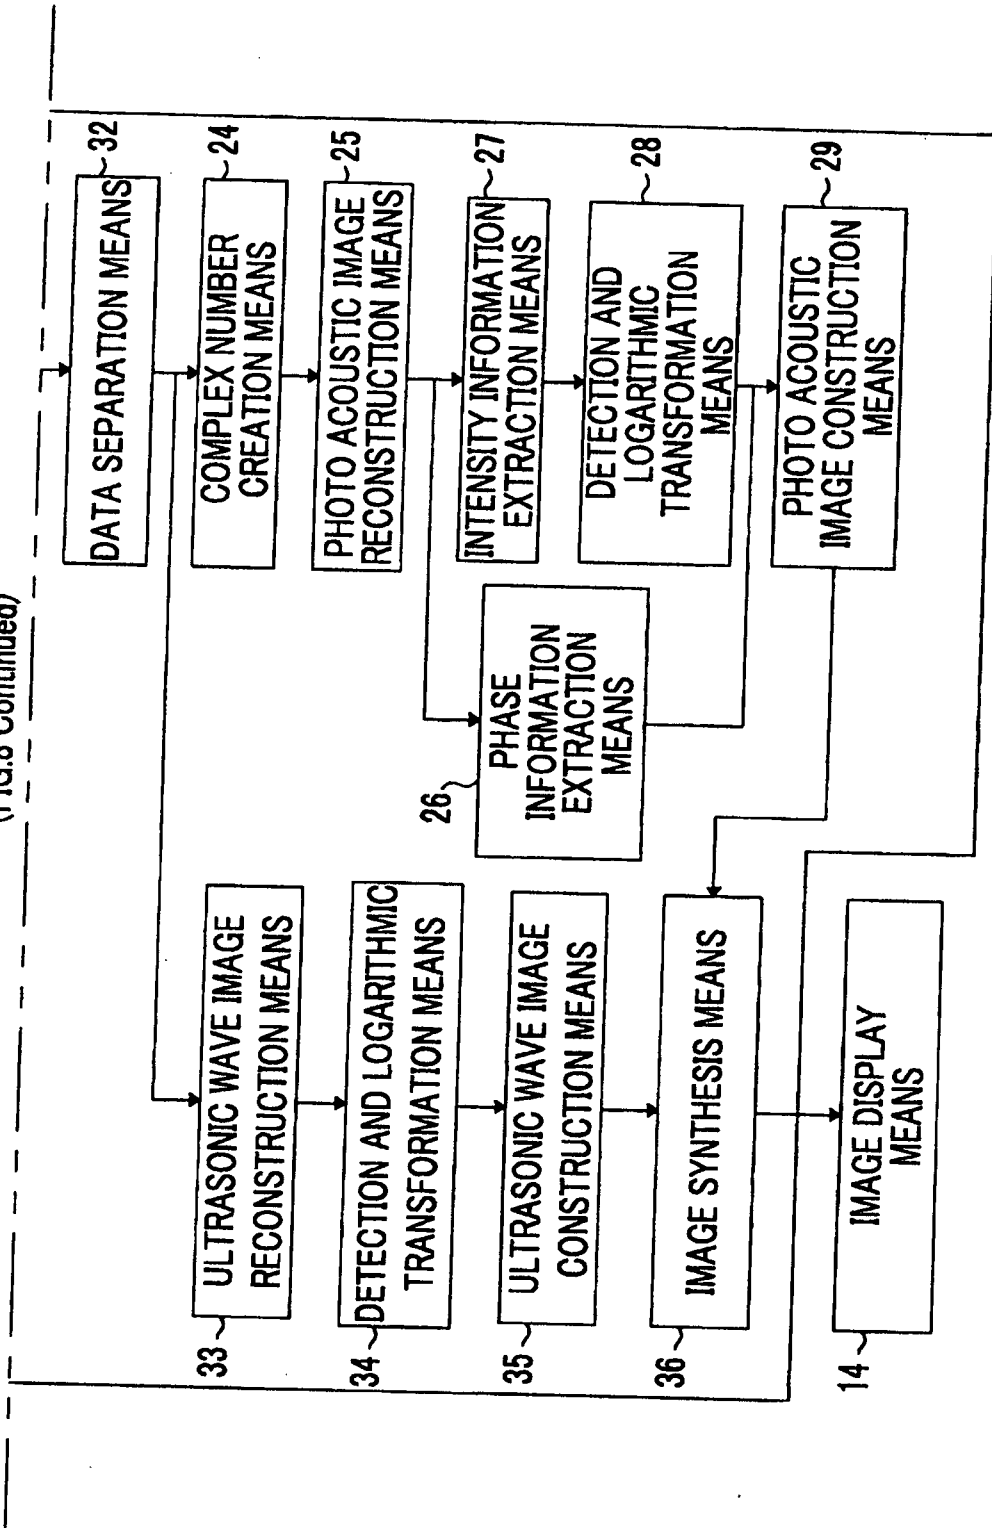 (FIG.8 Continued)
32
DATA SEPARATION MEANS
24
COMPLEX NUMBER
CREATION MEANS
25
PHOTO ACOUSTIC IMAGE
RECONSTRUCTION MEANS
27
INTENSITY INFORMATION
EXTRACTION MEANS
28
DETECTION AND
LOGARITHMIC
TRANSFORMATION
MEANS
29
PHOTO ACOUSTIC
IMAGE CONSTRUCTION
MEANS
26
PHASE
INFORMATION
EXTRACTION
MEANS
33
ULTRASONIC WAVE IMAGE
RECONSTRUCTION MEANS
34
DETECTION AND LOGARITHMIC
TRANSFORMATION MEANS
35
ULTRASONIC WAVE IMAGE
CONSTRUCTION MEANS
36
IMAGE SYNTHESIS MEANS
14
IMAGE DISPLAY
MEANS